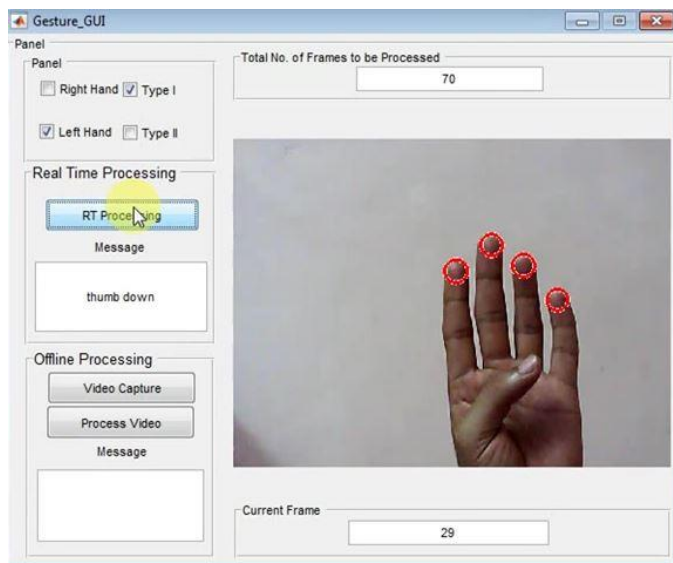 Gesture_GUI
Panel
Panel
Right Hand Type I
Left Hand Type II
Real Time Processing
RT Processing
Message
thumb down
Offline Processing
Video Capture
Process Video
Message
Total No. of Frames to be Processed
70
Current Frame
29